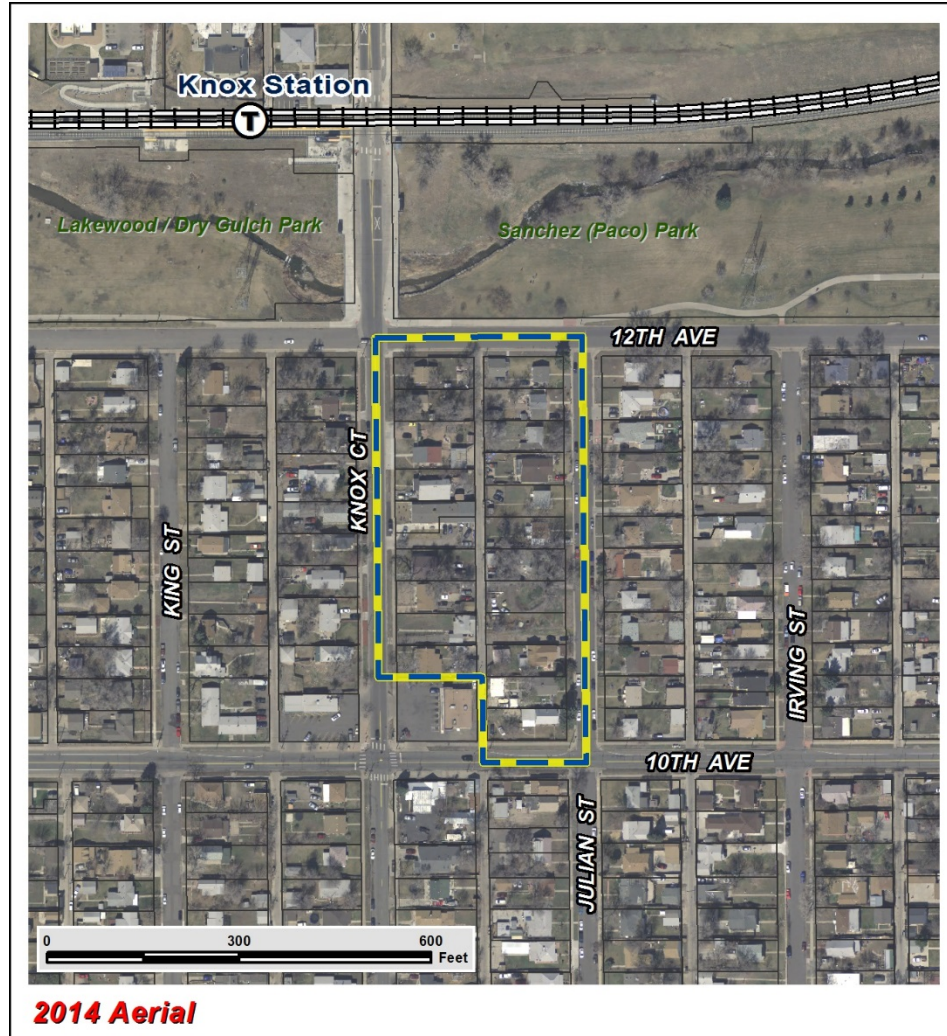 Knox Station
T
Lakewood / Dry Gulch Park
Sanchez (Paco) Park
12TH AVE
KNOX CT
KING ST
IRVING ST
10TH AVE
JULIAN ST
0 300 600
Feet
2014 Aerial